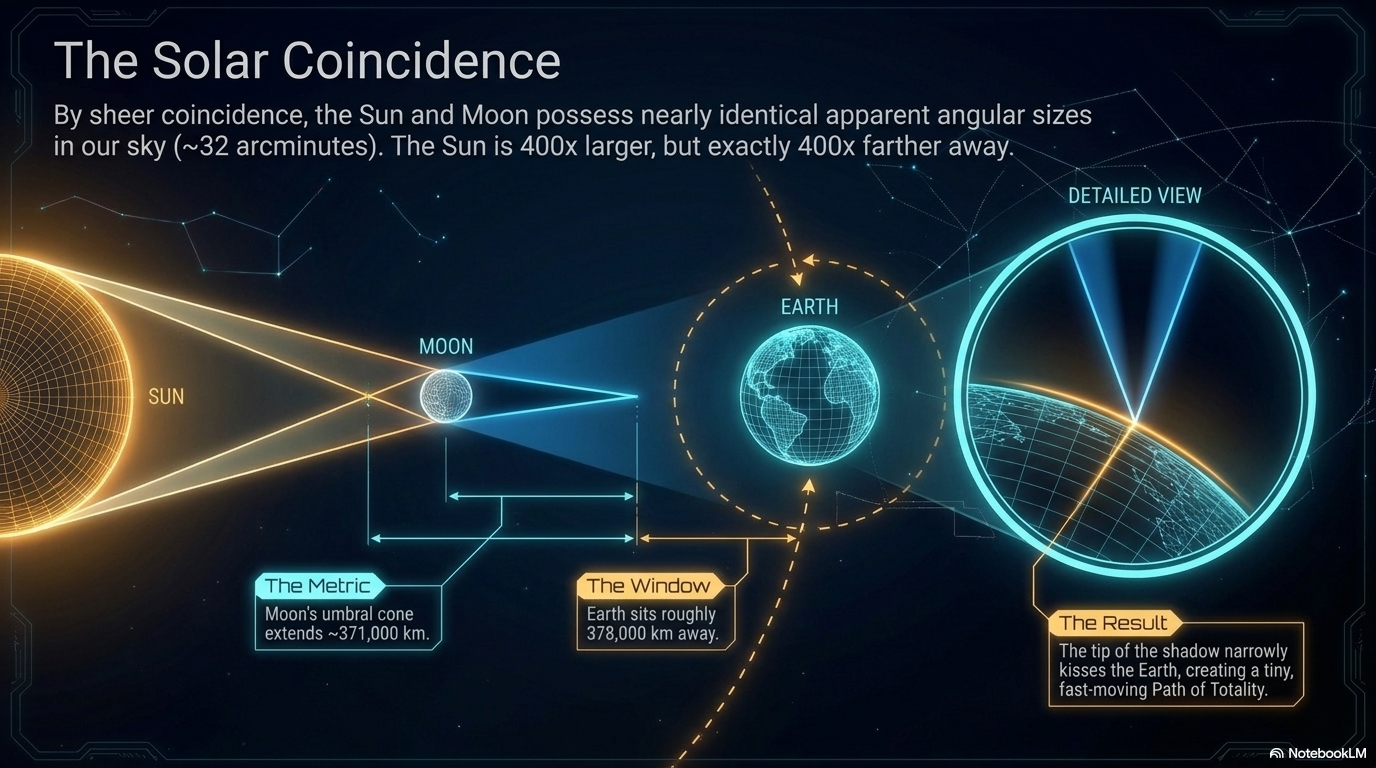 The Solar Coincidence
By sheer coincidence, the Sun and Moon possess nearly identical apparent angular sizes
in our sky (~32 arcminutes). The Sun is 400x larger, but exactly 400x farther away.
DETAILED VIEW
EARTH
MOON
SUN
The Metric
Moon's umbral cone
extends ~371,000 km.
The Window
Earth sits roughly
378,000 km away.
The Result
The tip of the shadow narrowly
kisses the Earth, creating a tiny,
fast-moving Path of Totality.
NotebookLM